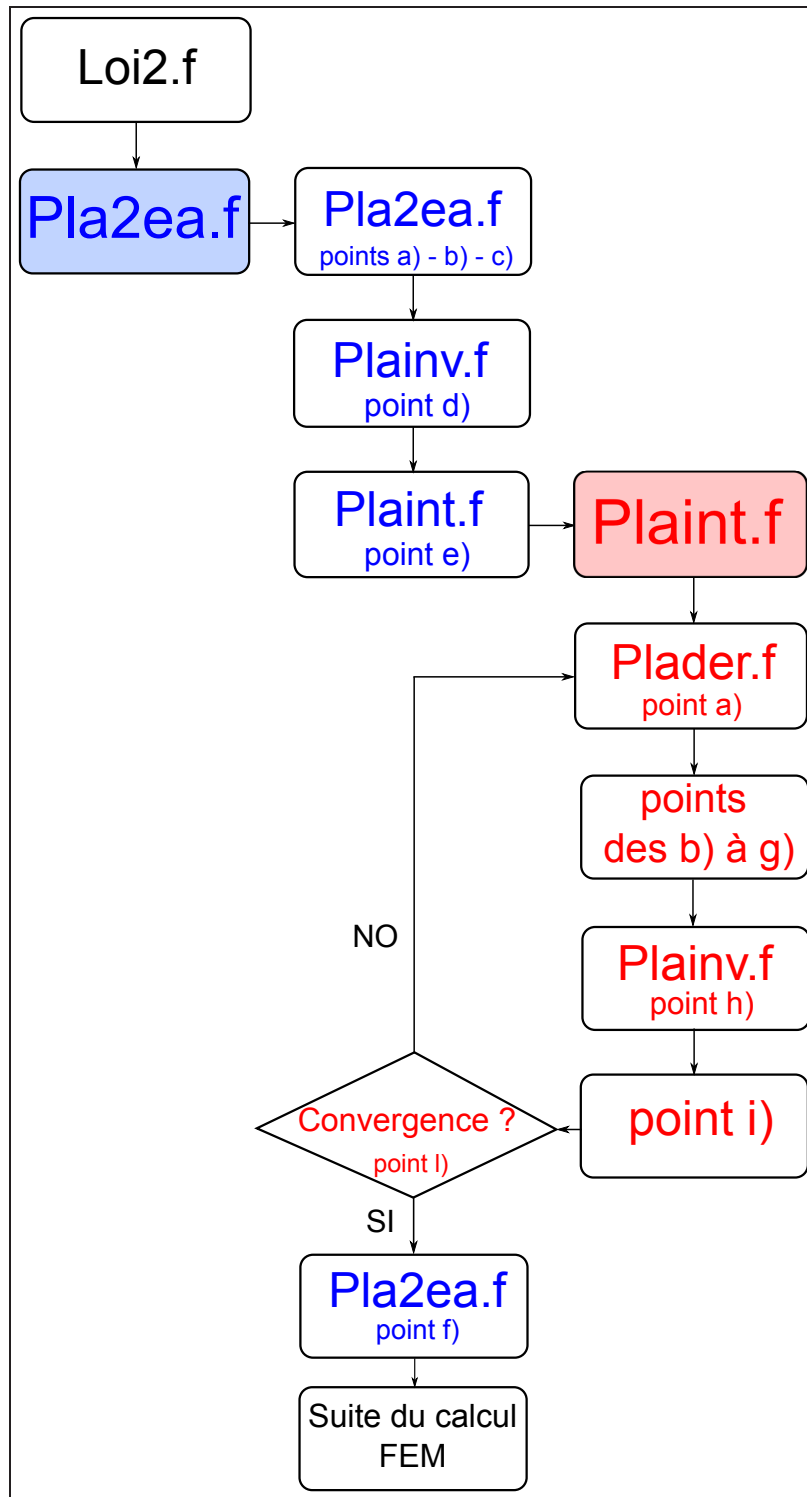 Loi2.f
Pla2ea.f
Pla2ea.f
points a) - b) - c)
Plainv.f
point d)
Plaint.f
point e)
Plaint.f
Plader.f
point a)
points
des b) à g)
Plainv.f
point h)
point i)
Convergence ?
point l)
NO
SI
Pla2ea.f
point f)
Suite du calcul
FEM